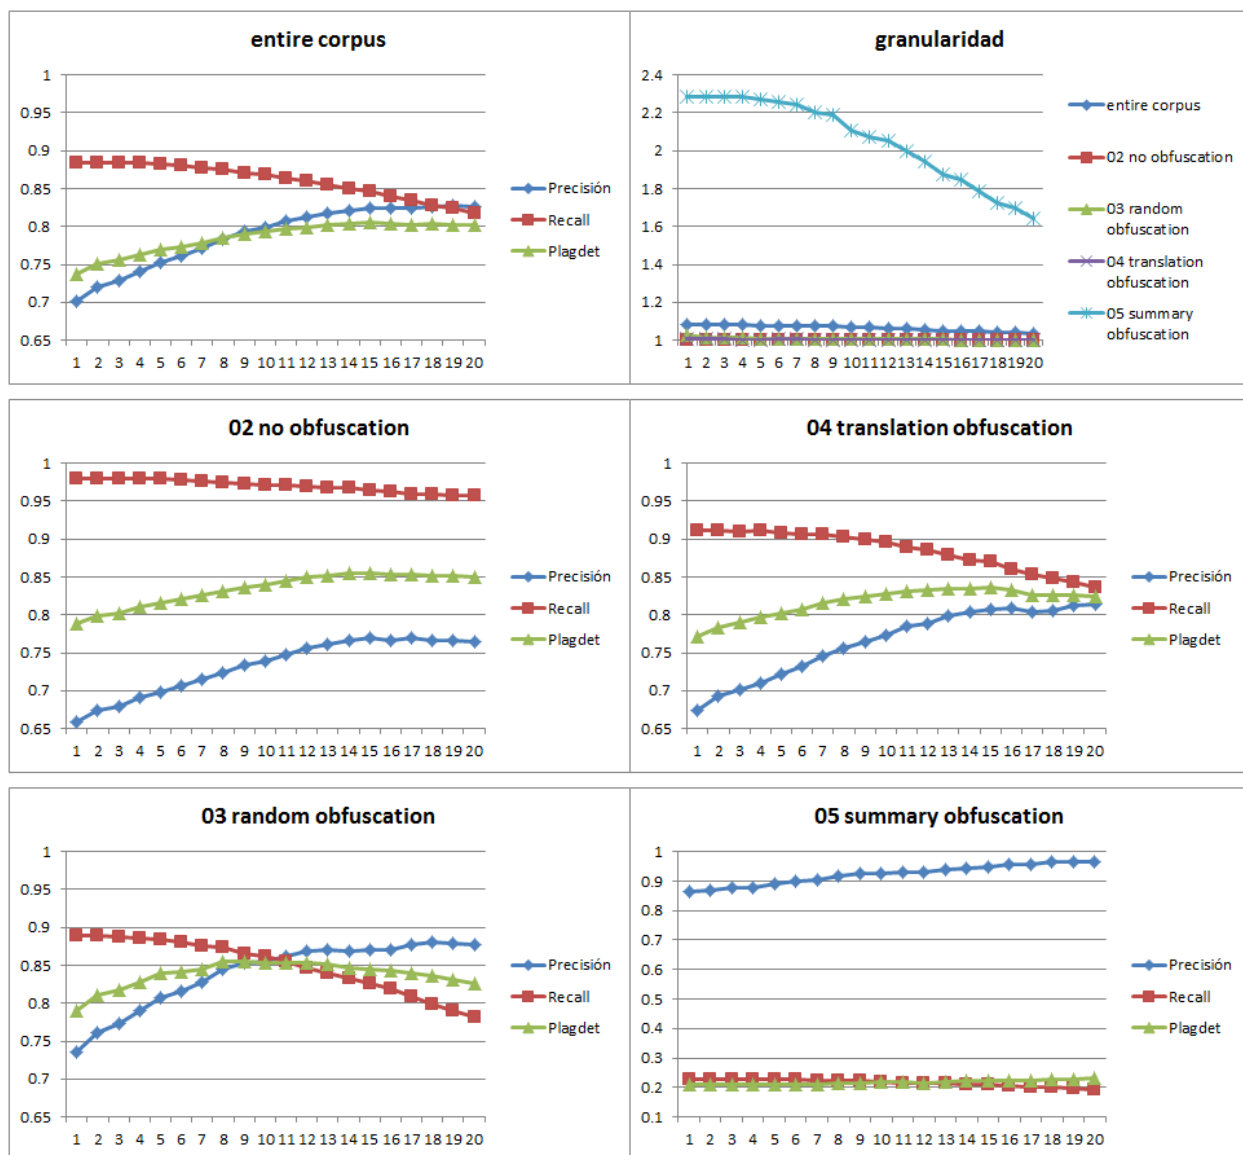 entire corpus
1
0.95
0.9
0.85
0.8
0.75
0.7
0.65
1 2 3 4 5 6 7 8 9 10 11 12 13 14 15 16 17 18 19 20
Precisión
Recall
Plagdet
granularidad
2.4
2.2
2
1.8
1.6
1.4
1.2
1
1 2 3 4 5 6 7 8 9 10 11 12 13 14 15 16 17 18 19 20
entire corpus
02 no obfuscation
03 random
obfuscation
04 translation
obfuscation
05 summary
obfuscation
02 no obfuscation
1
0.95
0.9
0.85
0.8
0.75
0.7
0.65
1 2 3 4 5 6 7 8 9 10 11 12 13 14 15 16 17 18 19 20
Precisión
Recall
Plagdet
04 translation obfuscation
1
0.95
0.9
0.85
0.8
0.75
0.7
0.65
1 2 3 4 5 6 7 8 9 10 11 12 13 14 15 16 17 18 19 20
Precisión
Recall
Plagdet
03 random obfuscation
1
0.95
0.9
0.85
0.8
0.75
0.7
0.65
1 2 3 4 5 6 7 8 9 10 11 12 13 14 15 16 17 18 19 20
Precisión
Recall
Plagdet
05 summary obfuscation
1
0.9
0.8
0.7
0.6
0.5
0.4
0.3
0.2
0.1
1 2 3 4 5 6 7 8 9 10 11 12 13 14 15 16 17 18 19 20
Precisión
Recall
Plagdet